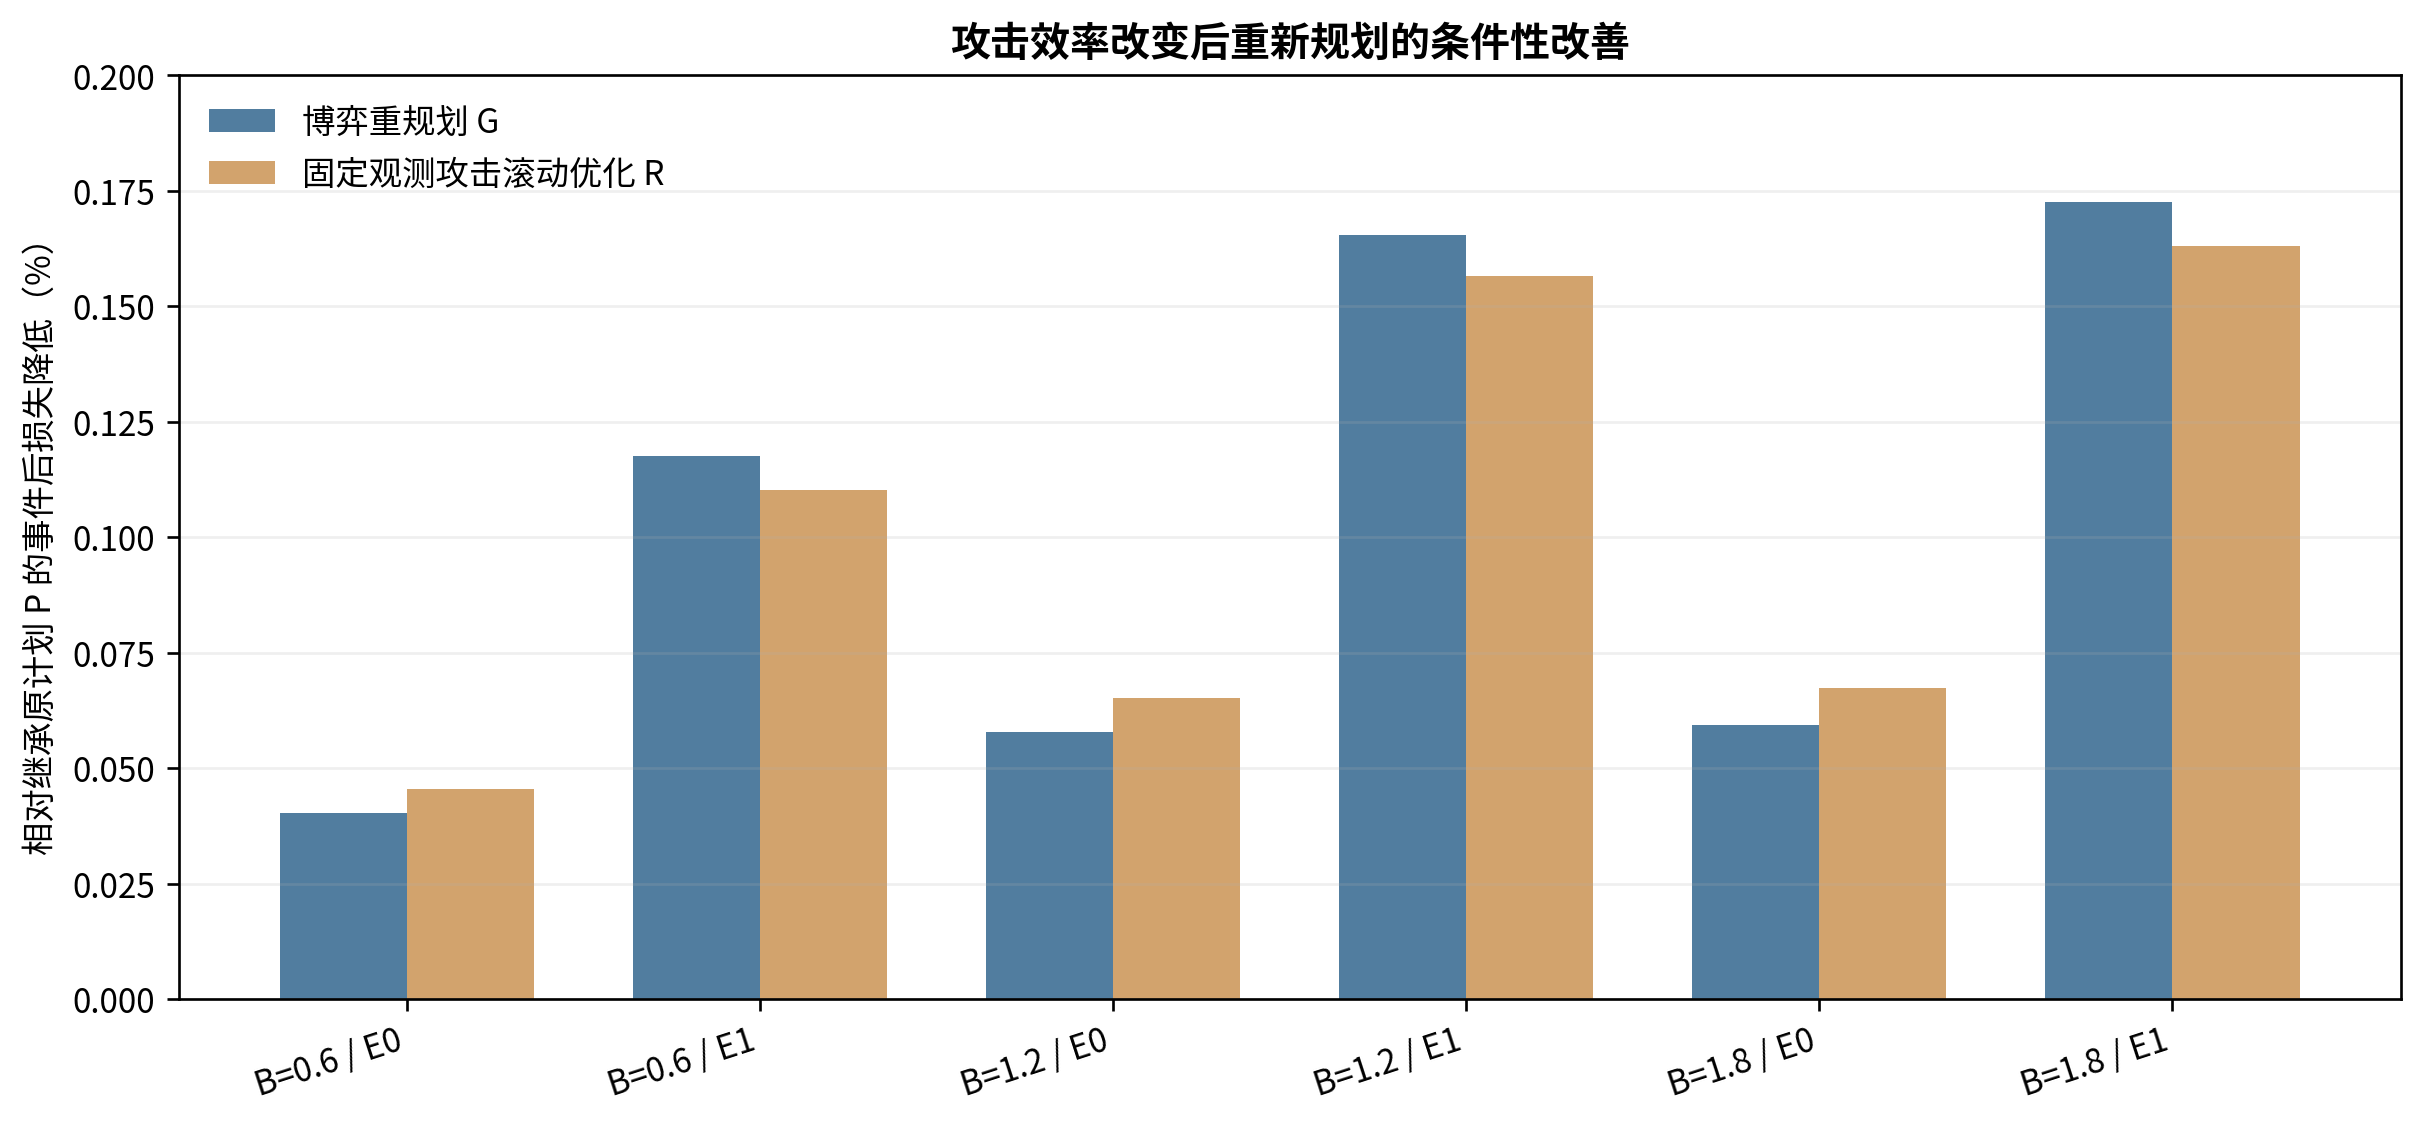 攻击效率改变后重新规划的条件性改善
博弈重规划 G
固定观测攻击滚动优化 R
相对继承原计划 P 的事件后损失降低（%）
0.200
0.175
0.150
0.125
0.100
0.075
0.050
0.025
0.000
B=0.6 / E0
B=0.6 / E1
B=1.2 / E0
B=1.2 / E1
B=1.8 / E0
B=1.8 / E1